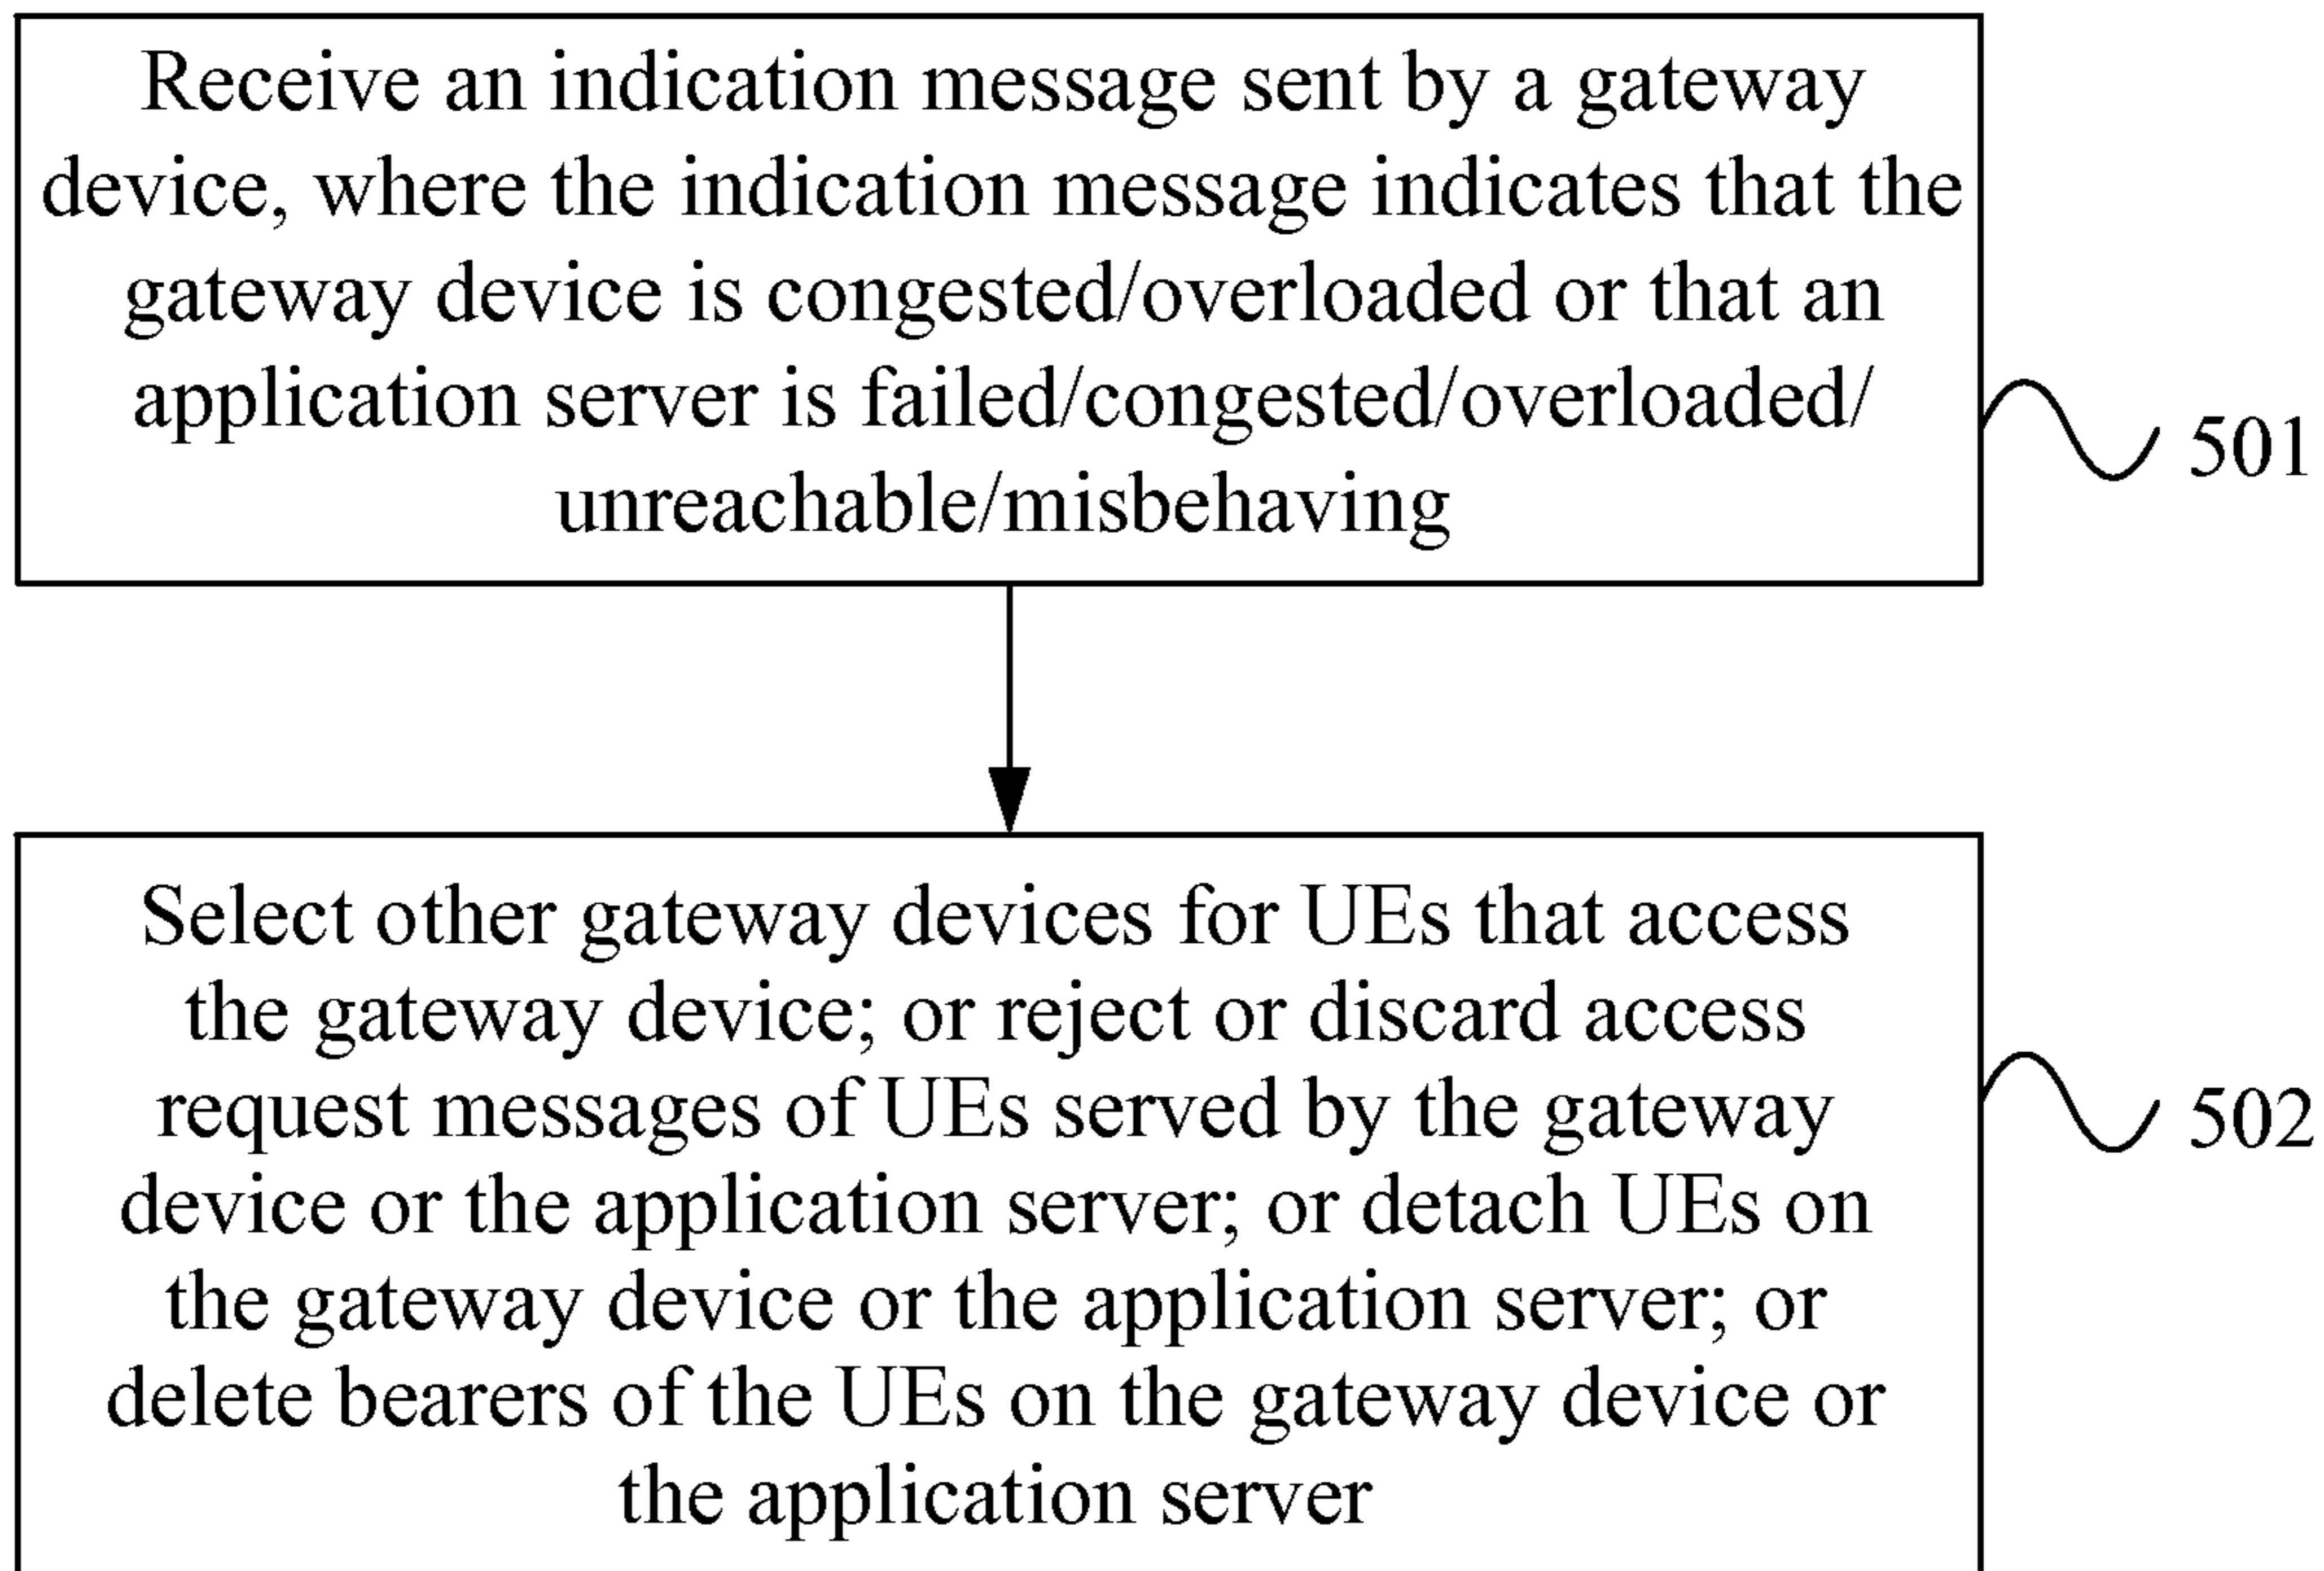 Receive an indication message sent by a gateway
device, where the indication message indicates that the
gateway device is congested/overloaded or that an
application server is failed/congested/overloaded/
unreachable/misbehaving
501
Select other gateway devices for UEs that access
the gateway device; or reject or discard access
request messages of UEs served by the gateway
device or the application server; or detach UEs on
the gateway device or the application server; or
delete bearers of the UEs on the gateway device or
the application server
502